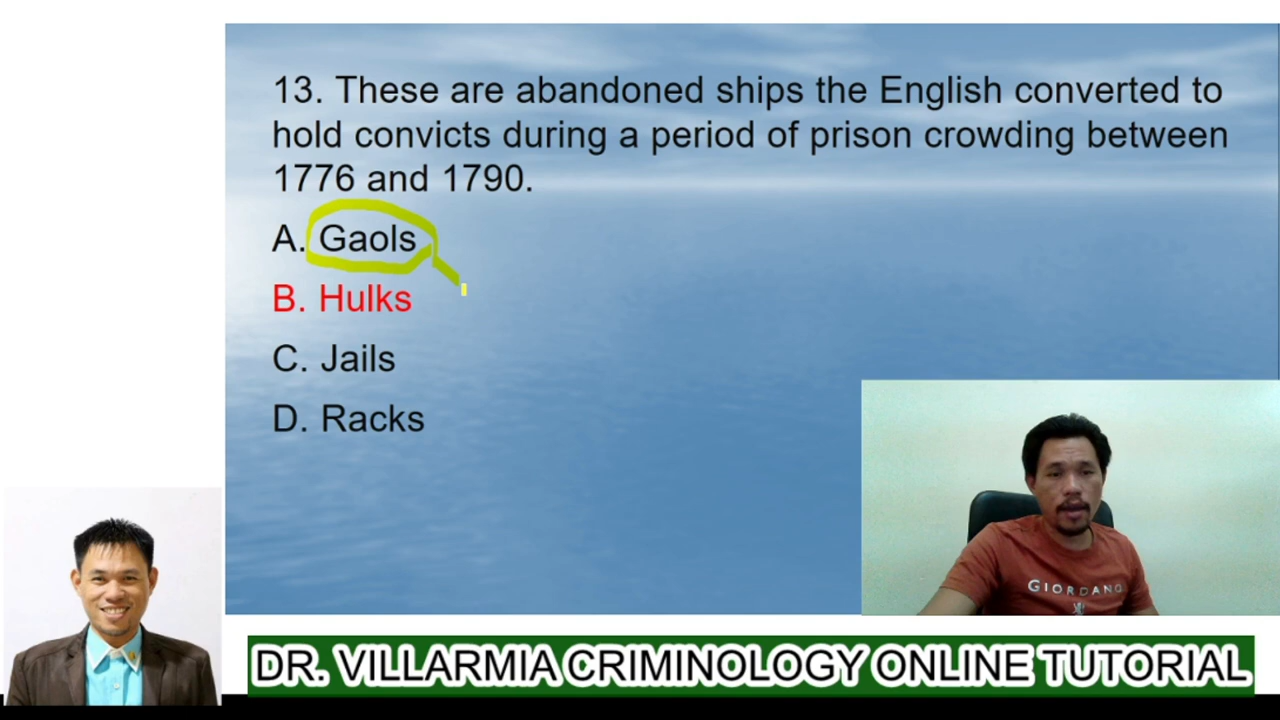 13. These are abandoned ships the English converted to
hold convicts during a period of prison crowding between
1776 and 1790.
A. Gaols
B. Hulks
C. Jails
D. Racks
GIORDANO
DR. VILLARMIA CRIMINOLOGY ONLINE TUTORIAL